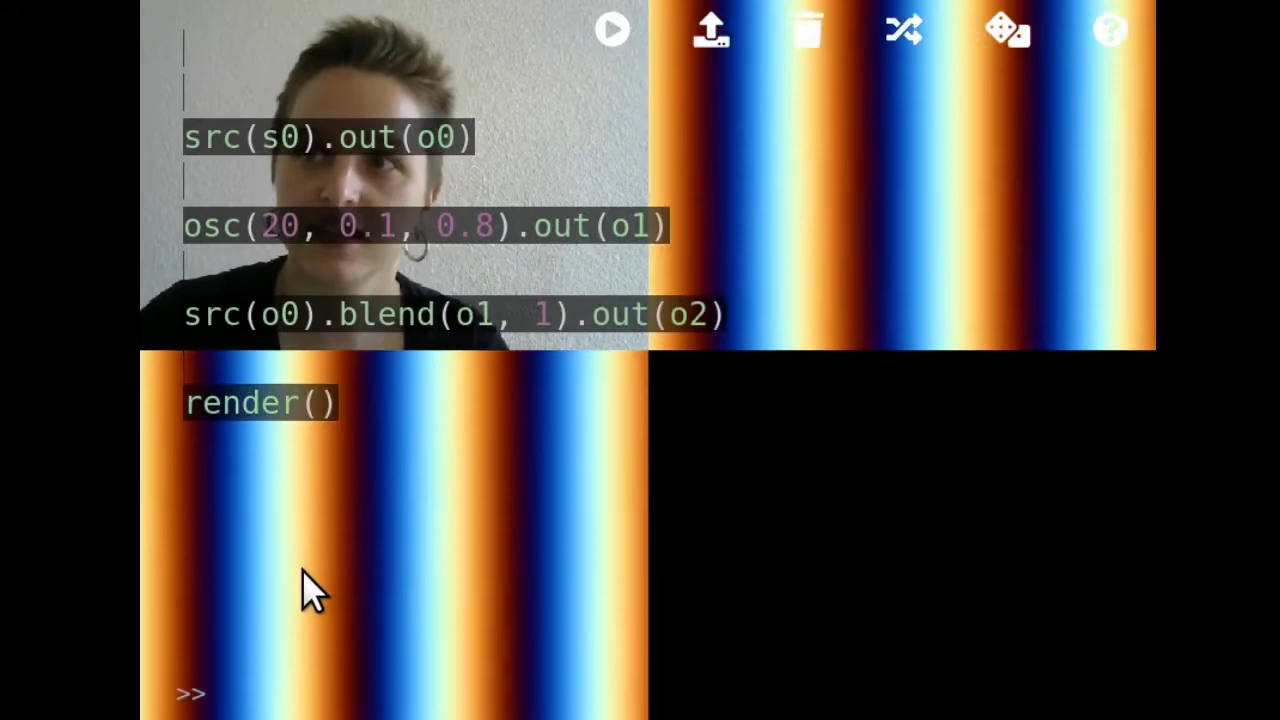 src(s0).out(o0)
osc(20, 0.1, 0.8).out(o1)
src(o0).blend(o1, 1).out(o2)
render()
>>